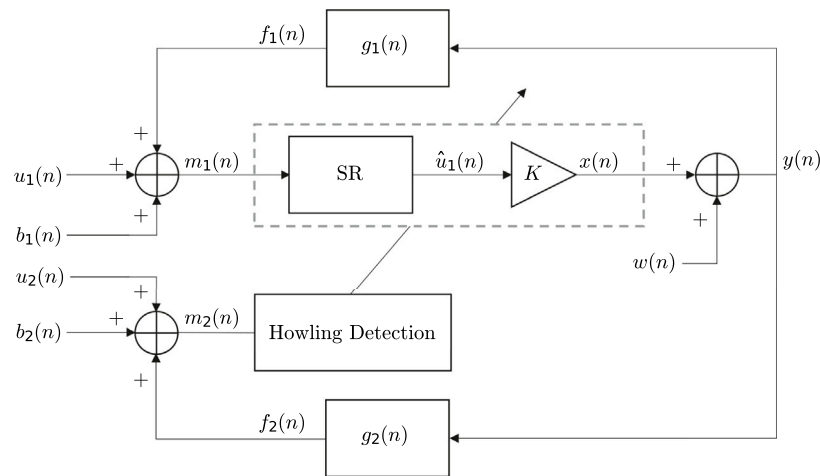 f₁(n)
g₁(n)
+
u₁(n)
+
m₁(n)
SR
û₁(n)
K
x(n)
+
y(n)
+
b₁(n)
+
w(n)
u₂(n)
+
b₂(n)
+
m₂(n)
Howling Detection
+
f₂(n)
g₂(n)